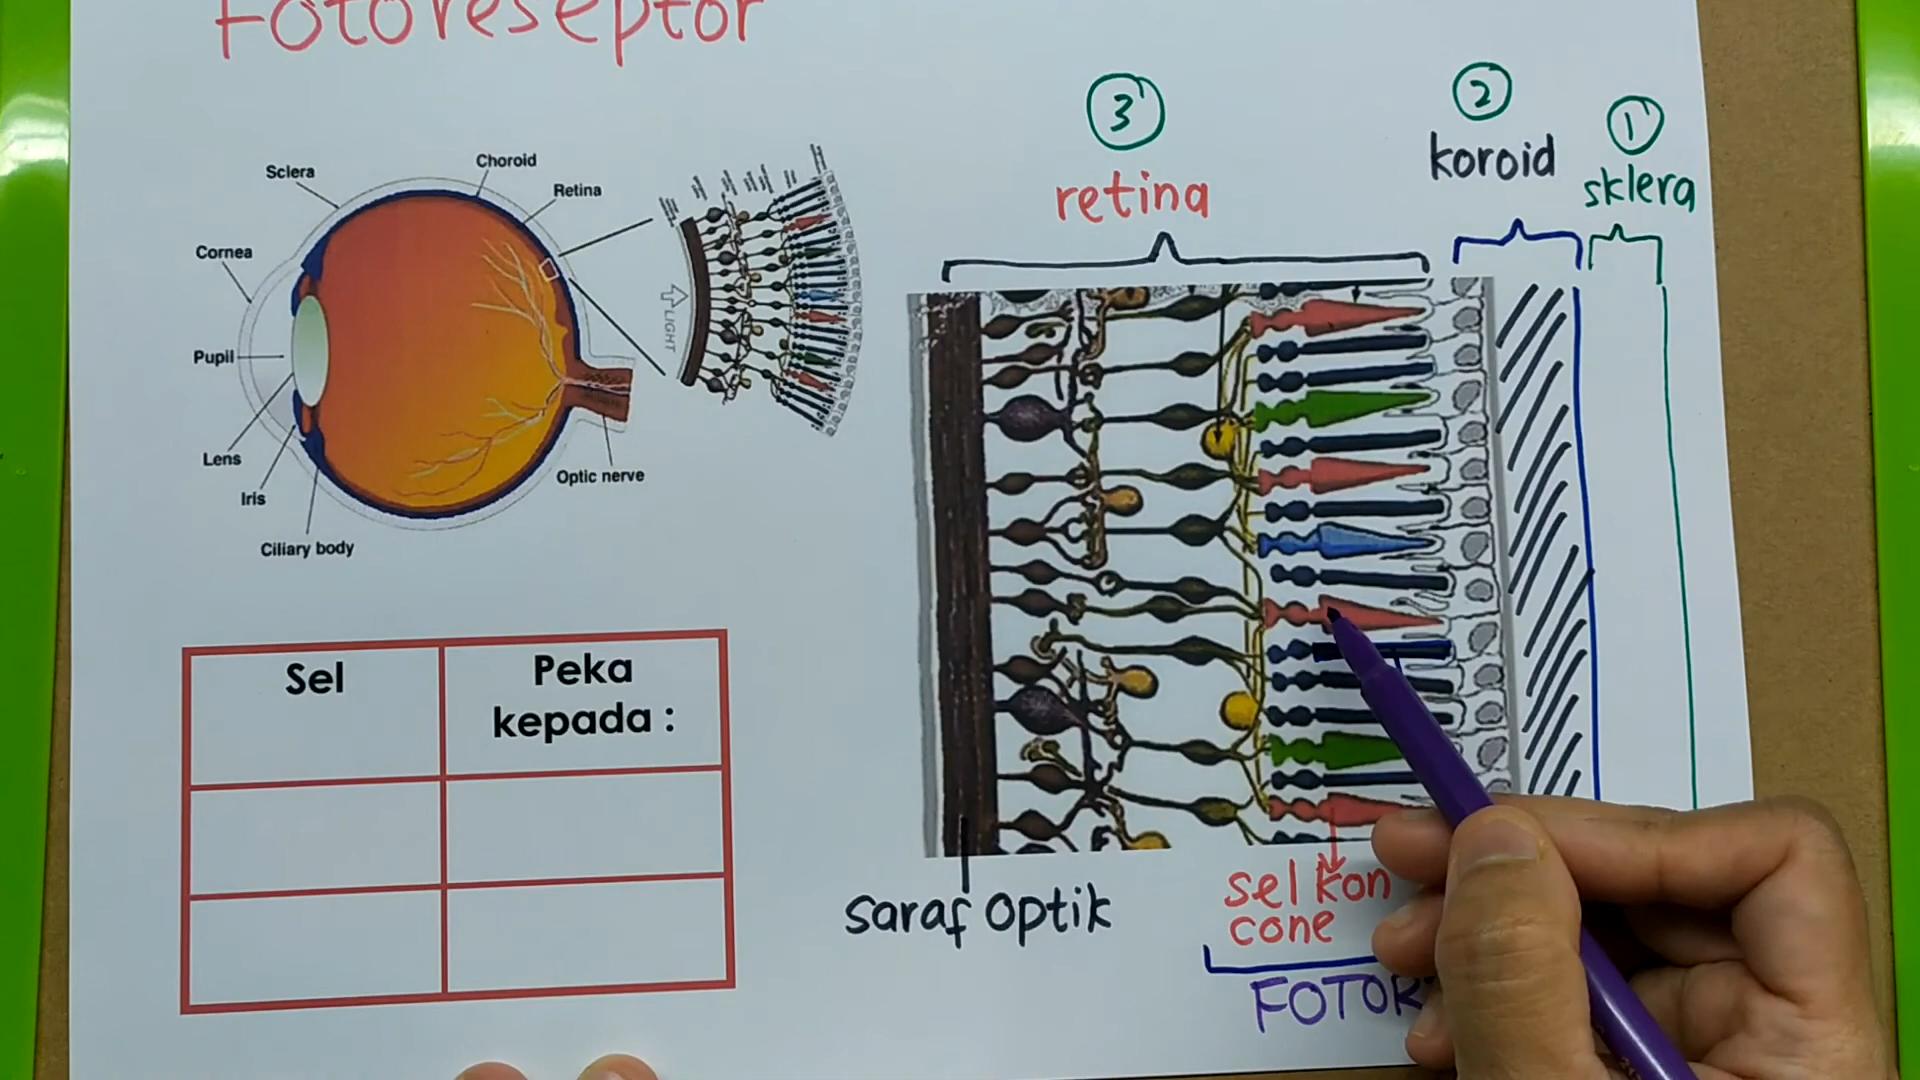 Fotoreseptor
3
2
1
retina
koroid
sklera
Sclera
Choroid
Retina
Cornea
Pupil
Lens
Iris
Ciliary body
Optic nerve
LIGHT
Sel
Peka
kepada :
saraf optik
sel kon
cone